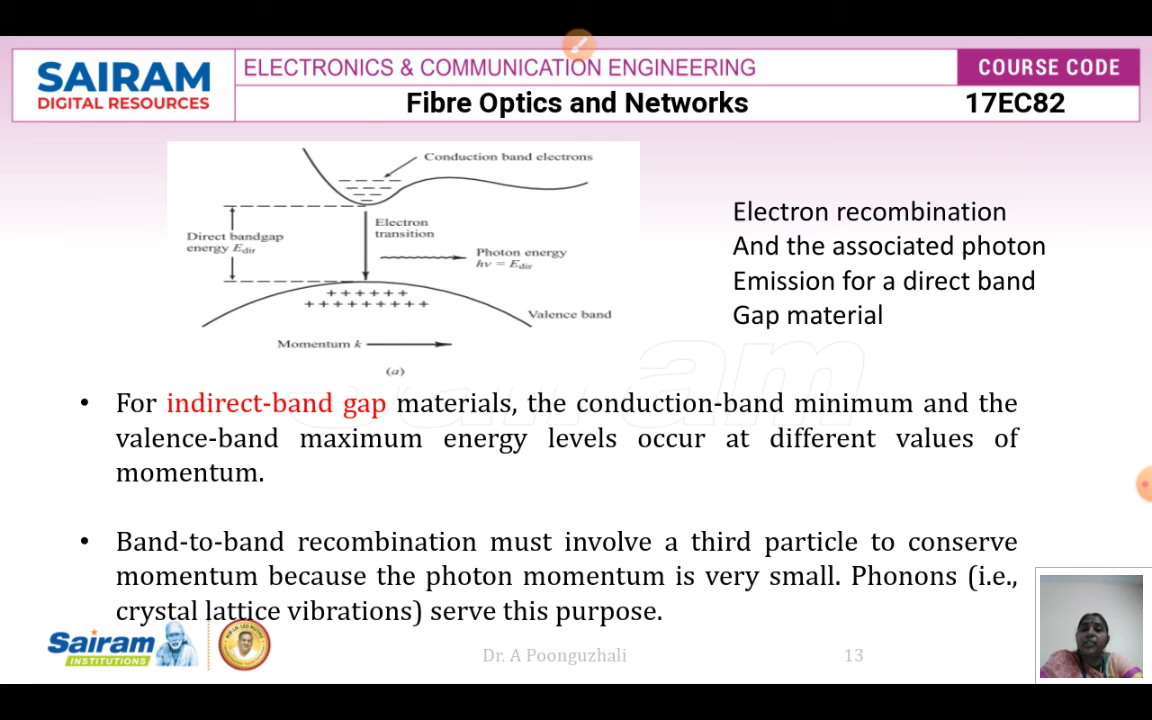 SAIRAM
DIGITAL RESOURCES
ELECTRONICS & COMMUNICATION ENGINEERING
COURSE CODE
Fibre Optics and Networks
17EC82
Conduction band electrons
Electron
transition
Direct bandgap
energy E_dir
Photon energy
hν = E_dir
+ + + + + +
+ + + + + + + + +
Valence band
Momentum k
(a)
Electron recombination
And the associated photon
Emission for a direct band
Gap material
sairam
• For indirect-band gap materials, the conduction-band minimum and the
valence-band maximum energy levels occur at different values of
momentum.
• Band-to-band recombination must involve a third particle to conserve
momentum because the photon momentum is very small. Phonons (i.e.,
crystal lattice vibrations) serve this purpose.
Sairam
INSTITUTIONS
Dr. A Poonguzhali
13